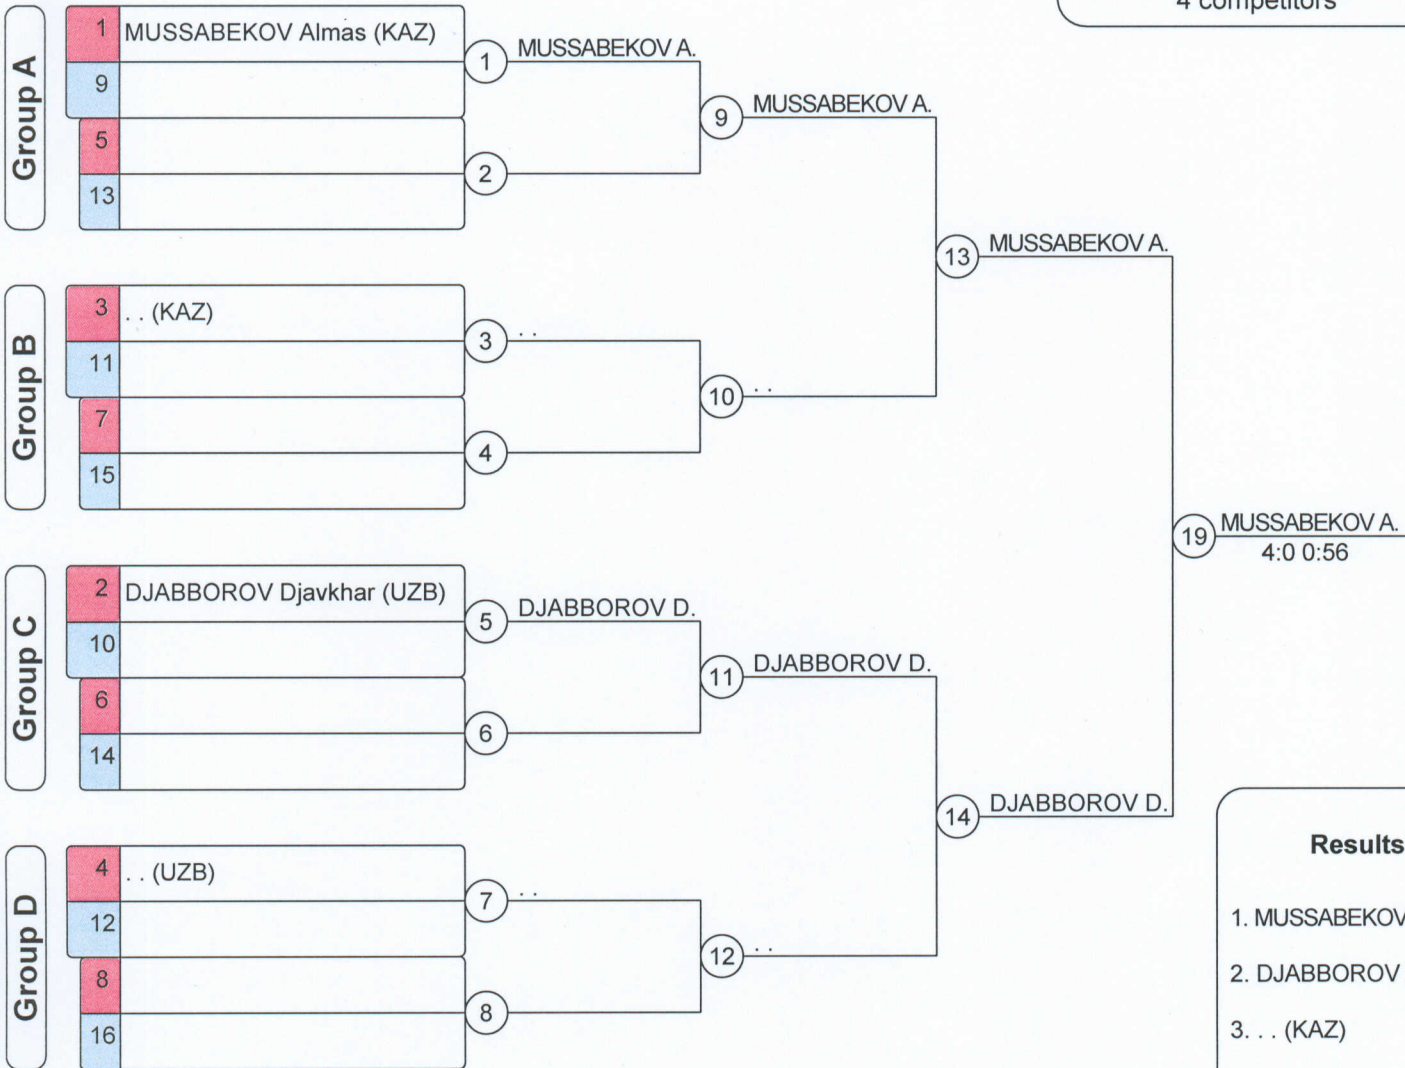 4 competitors
Group A
1 MUSSABEKOV Almas (KAZ)
9
5
13
1 MUSSABEKOV A.
2
9 MUSSABEKOV A.
13 MUSSABEKOV A.
Group B
3 . . (KAZ)
11
7
15
3 . .
4
10 . .
19 MUSSABEKOV A.
4:0 0:56
Group C
2 DJABBOROV Djavkhar (UZB)
10
6
14
5 DJABBOROV D.
6
11 DJABBOROV D.
14 DJABBOROV D.
Group D
4 . . (UZB)
12
8
16
7 . .
8
12 . .
Results
1. MUSSABEKOV
2. DJABBOROV
3. . . (KAZ)